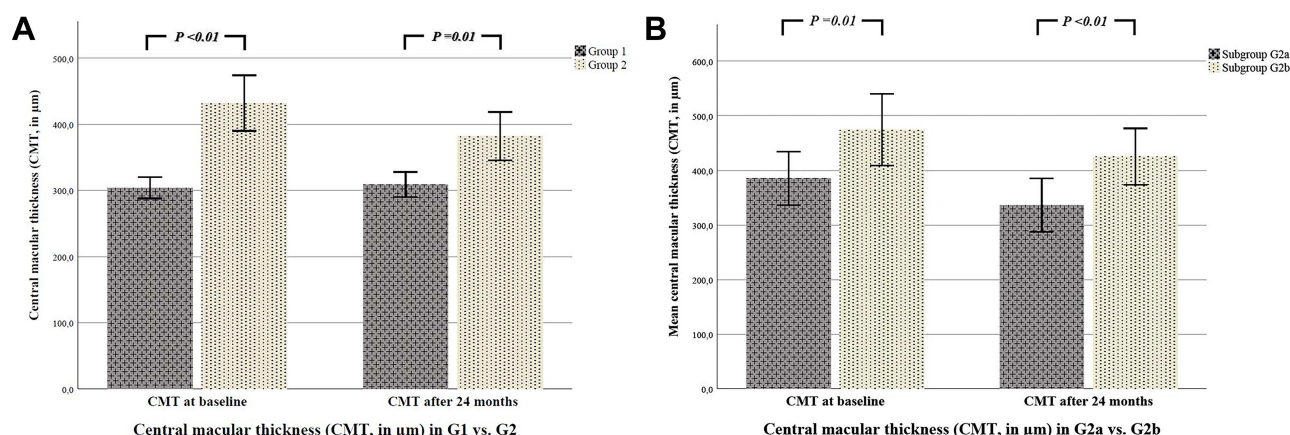 A
P <0.01
P =0.01
Group 1
Group 2
Central macular thickness (CMT, in µm)
500,0
400,0
300,0
200,0
100,0
0,0
CMT at baseline
CMT after 24 months
Central macular thickness (CMT, in µm) in G1 vs. G2
B
P =0.01
P <0.01
Subgroup G2a
Subgroup G2b
Mean central macular thickness (CMT, in µm)
600,0
500,0
400,0
300,0
200,0
100,0
0,0
CMT at baseline
CMT after 24 months
Central macular thickness (CMT, in µm) in G2a vs. G2b